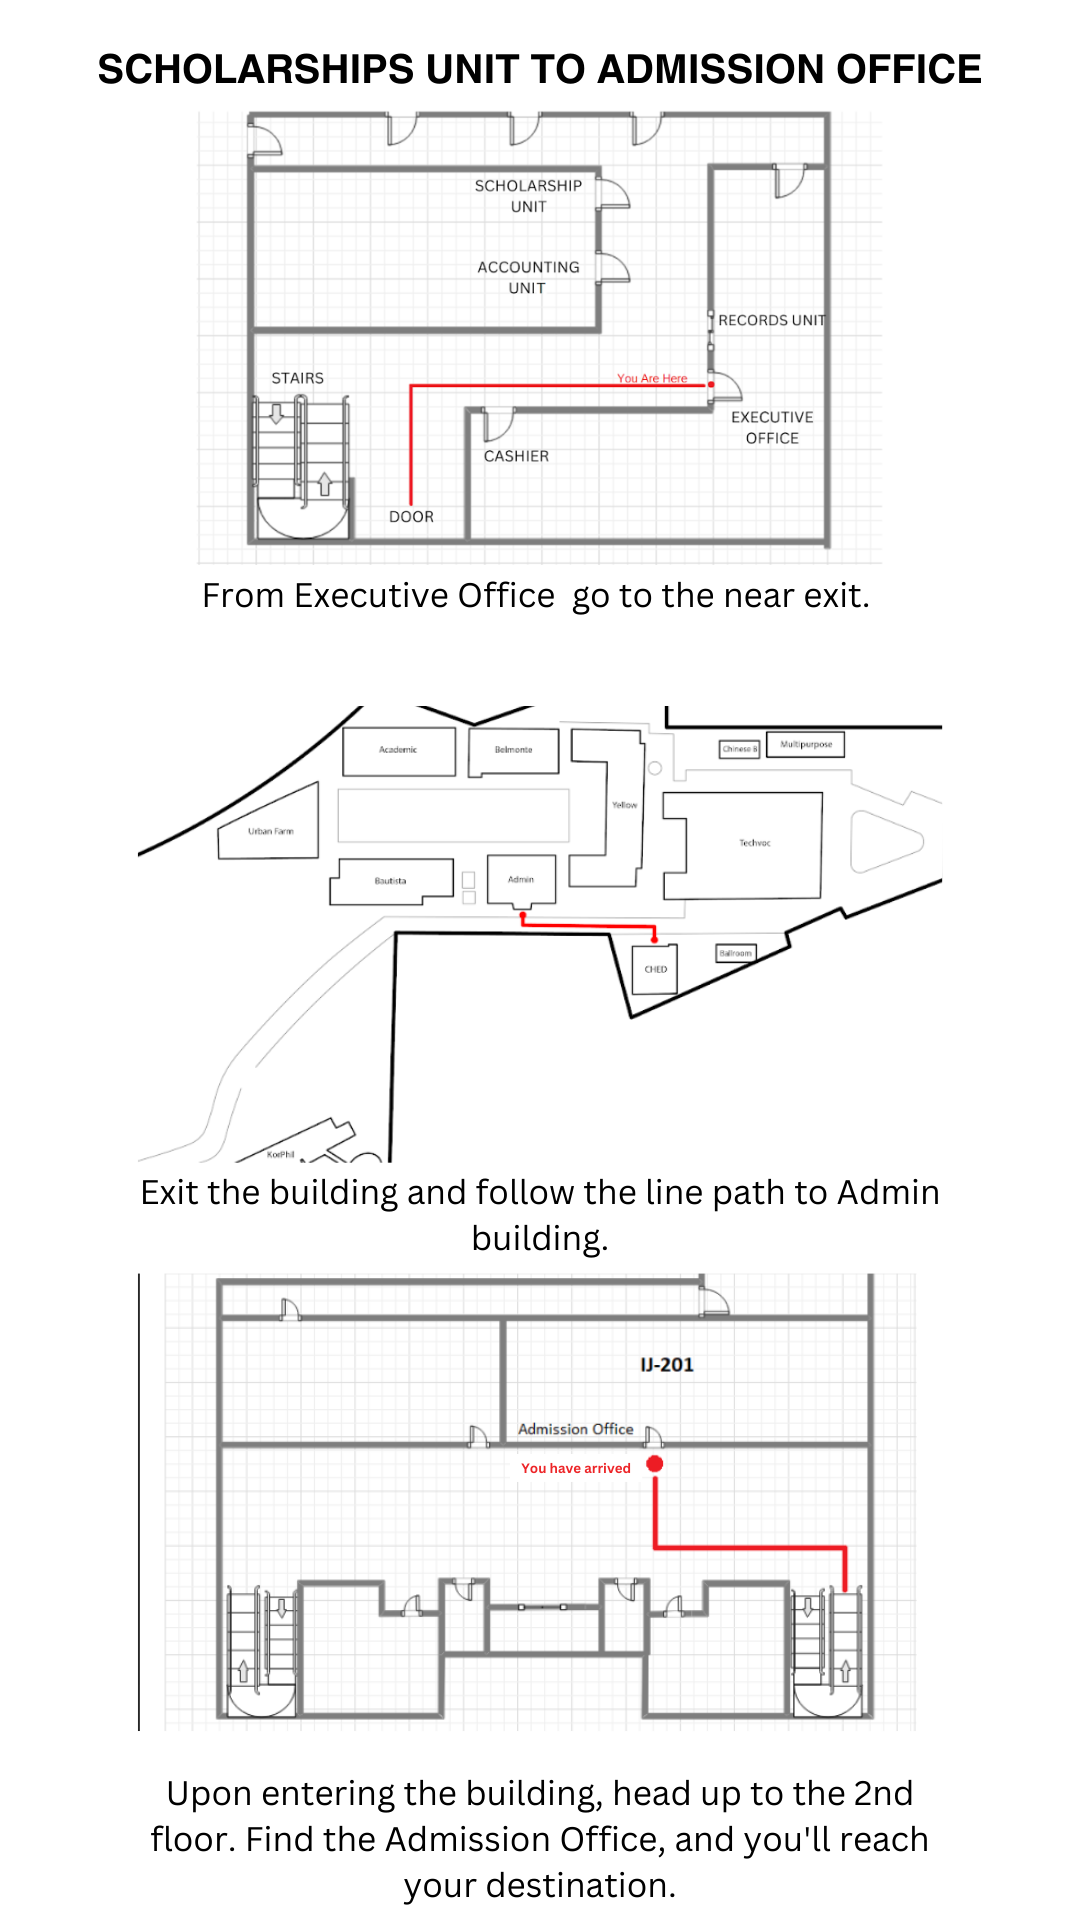 SCHOLARSHIPS UNIT TO ADMISSION OFFICE
SCHOLARSHIP
UNIT
ACCOUNTING
UNIT
RECORDS UNIT
STAIRS
You Are Here
EXECUTIVE
OFFICE
CASHIER
DOOR
From Executive Office go to the near exit.
Academic
Belmonte
Chinese B
Multipurpose
Yellow
Urban Farm
Techvoc
Bautista
Admin
CHED
Ballroom
KorPhil
Exit the building and follow the line path to Admin
building.
IJ-201
Admission Office
You have arrived
Upon entering the building, head up to the 2nd
floor. Find the Admission Office, and you'll reach
your destination.